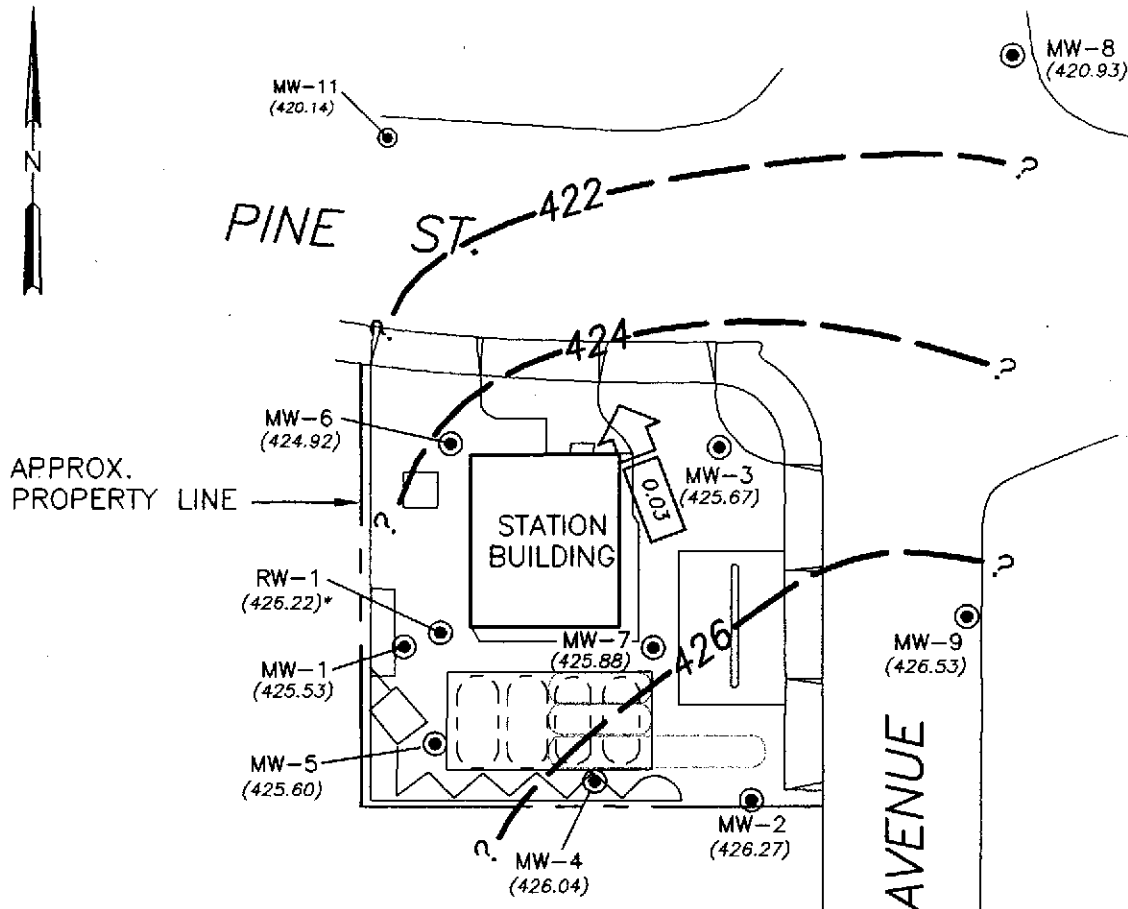 MW-11
(420.14)
MW-8
(420.93)
N
PINE ST.
422
?
?
424
?
?
MW-6
(424.92)
MW-3
(425.67)
0.03
APPROX.
PROPERTY LINE
STATION
BUILDING
RW-1
(426.22)*
MW-1
(425.53)
MW-7
(425.88)
426
?
MW-9
(426.53)
MW-5
(425.60)
?
MW-4
(426.04)
MW-2
(426.27)
AVENUE